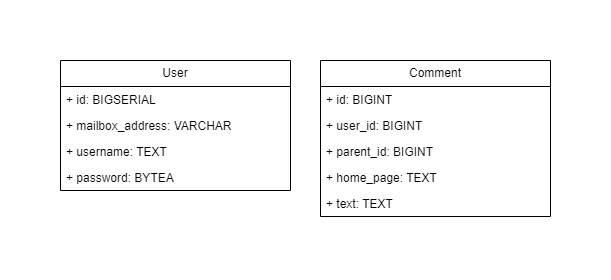 User
+ id: BIGSERIAL
+ mailbox_address: VARCHAR
+ username: TEXT
+ password: BYTEA
Comment
+ id: BIGINT
+ user_id: BIGINT
+ parent_id: BIGINT
+ home_page: TEXT
+ text: TEXT